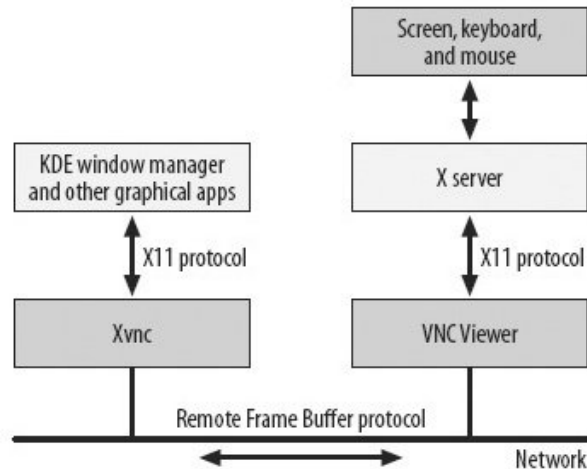 Screen, keyboard,
and mouse
KDE window manager
and other graphical apps
X server
X11 protocol
X11 protocol
Xvnc
VNC Viewer
Remote Frame Buffer protocol
Network